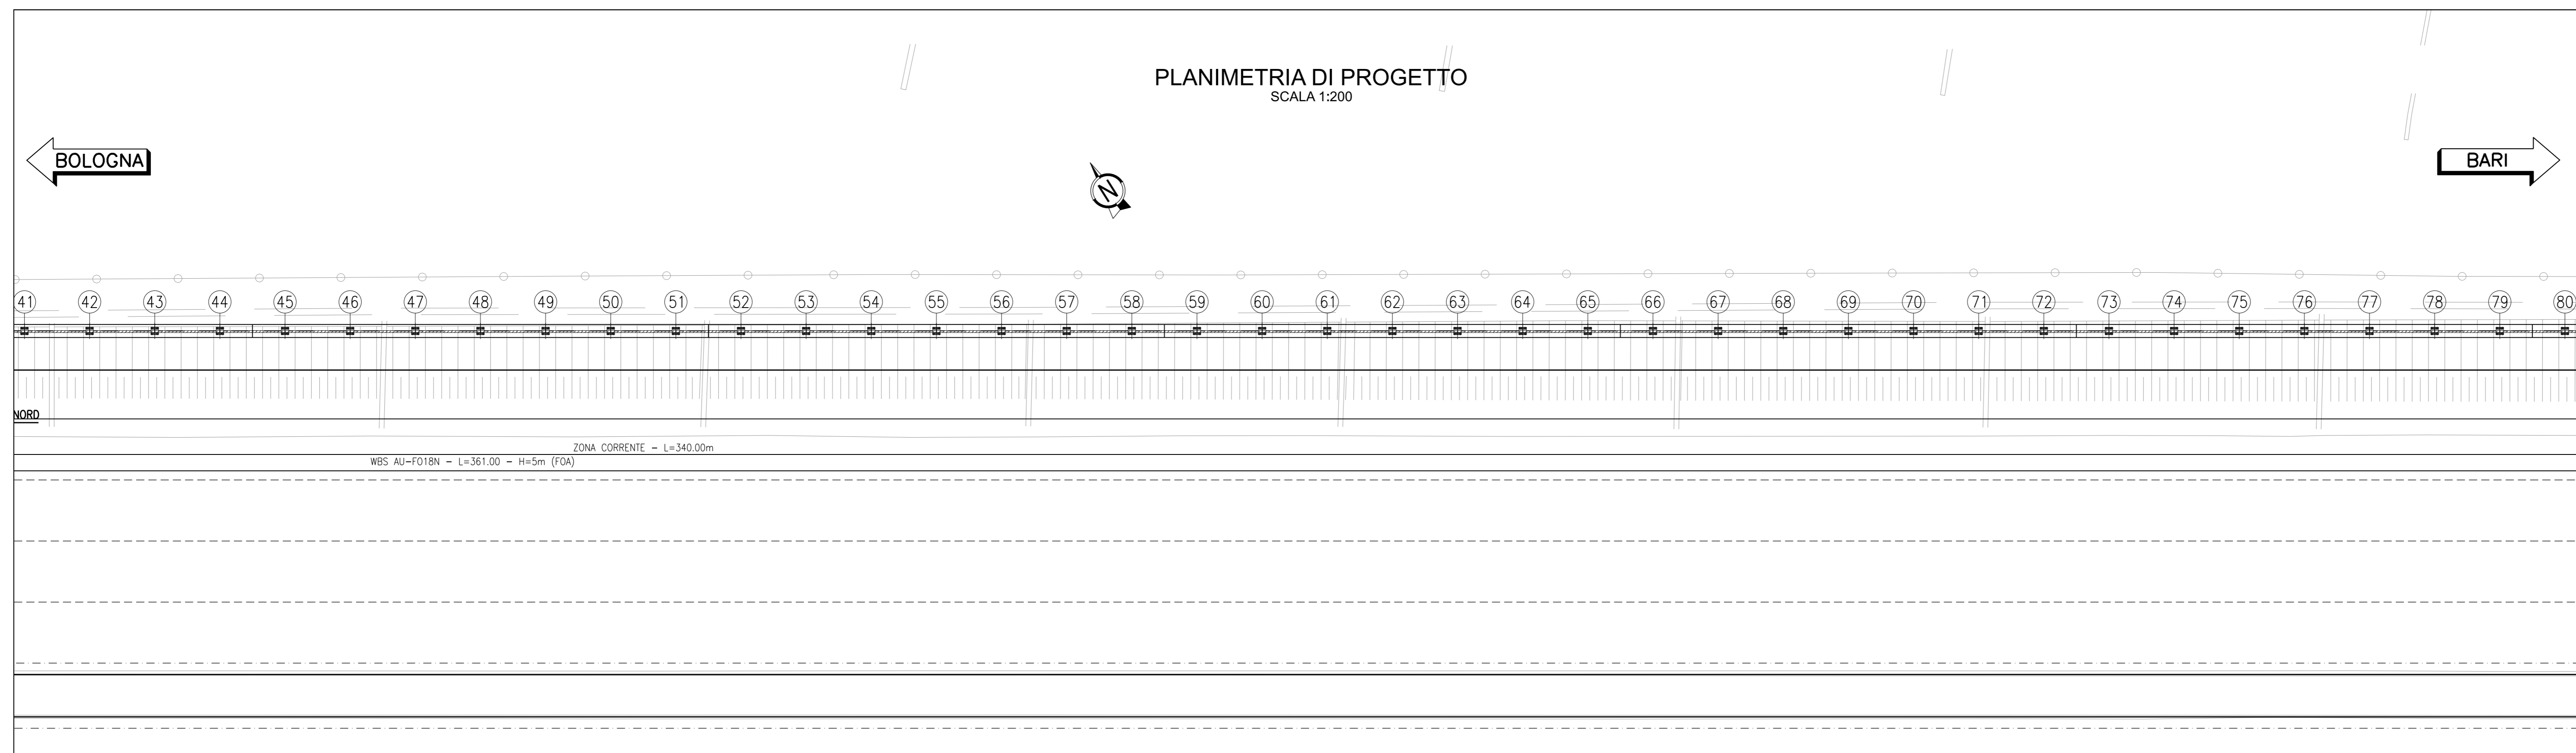 PLANIMETRIA DI PROGETTO
SCALA 1:200
BOLOGNA
BARI
N
41 42 43 44 45 46 47 48 49 50 51 52 53 54 55 56 57 58 59 60 61 62 63 64 65 66 67 68 69 70 71 72 73 74 75 76 77 78 79 80
NORD
ZONA CORRENTE - L=340.00m
WBS AU-FO18N - L=361.00 - H=5m (FOA)